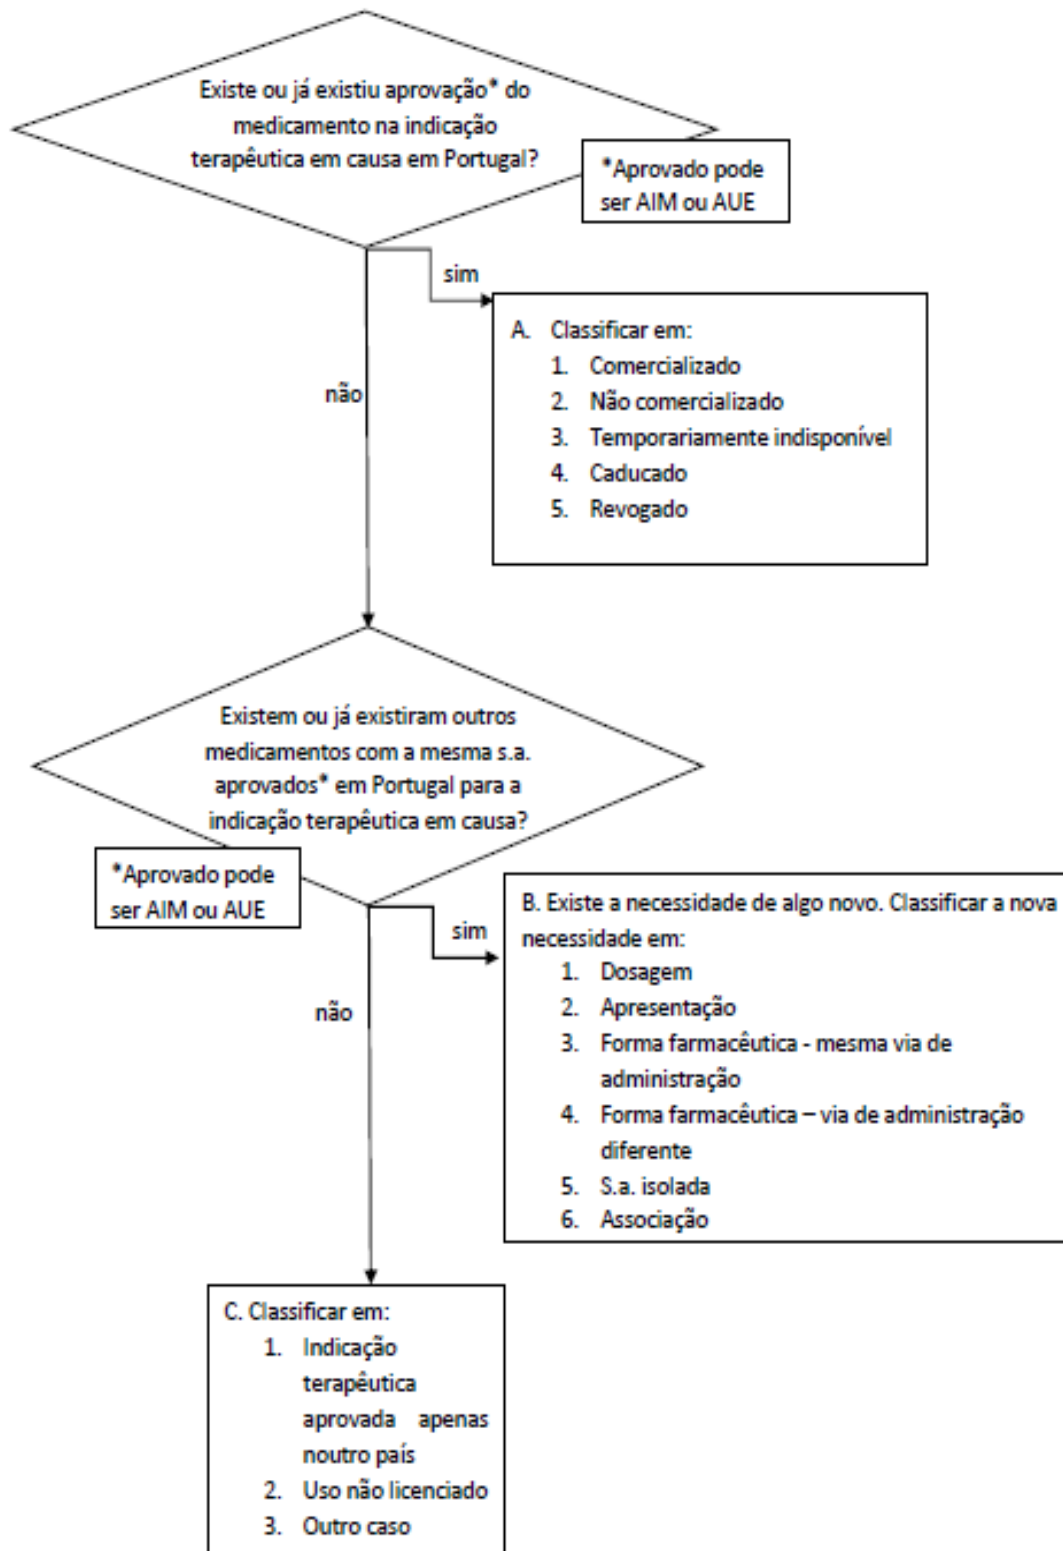 Existe ou já existiu aprovação* do
medicamento na indicação
terapêutica em causa em Portugal?
*Aprovado pode
ser AIM ou AUE
sim
A. Classificar em:
1. Comercializado
2. Não comercializado
3. Temporariamente indisponível
4. Caducado
5. Revogado
não
Existem ou já existiram outros
medicamentos com a mesma s.a.
aprovados* em Portugal para a
indicação terapêutica em causa?
*Aprovado pode
ser AIM ou AUE
sim
B. Existe a necessidade de algo novo. Classificar a nova
necessidade em:
1. Dosagem
2. Apresentação
3. Forma farmacêutica - mesma via de
administração
4. Forma farmacêutica – via de administração
diferente
5. S.a. isolada
6. Associação
não
C. Classificar em:
1. Indicação
terapêutica
aprovada apenas
noutro país
2. Uso não licenciado
3. Outro caso